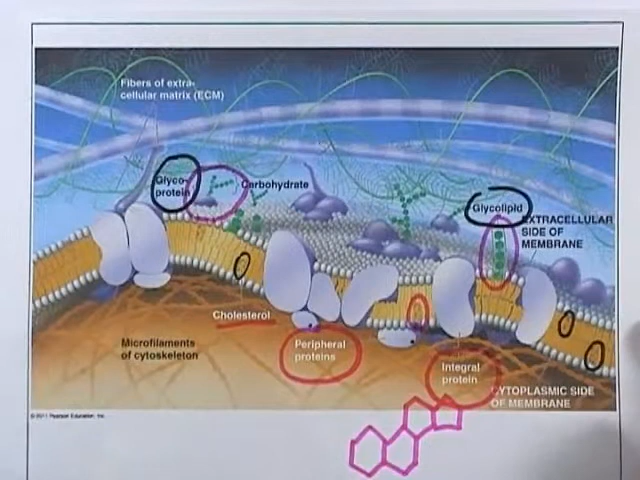 Fibers of extra-
cellular matrix (ECM)
Glyco-
protein
Carbohydrate
Glycolipid
EXTRACELLULAR
SIDE OF
MEMBRANE
Cholesterol
Microfilaments
of cytoskeleton
Peripheral
proteins
Integral
protein
CYTOPLASMIC SIDE
OF MEMBRANE
© 2011 Pearson Education, Inc.